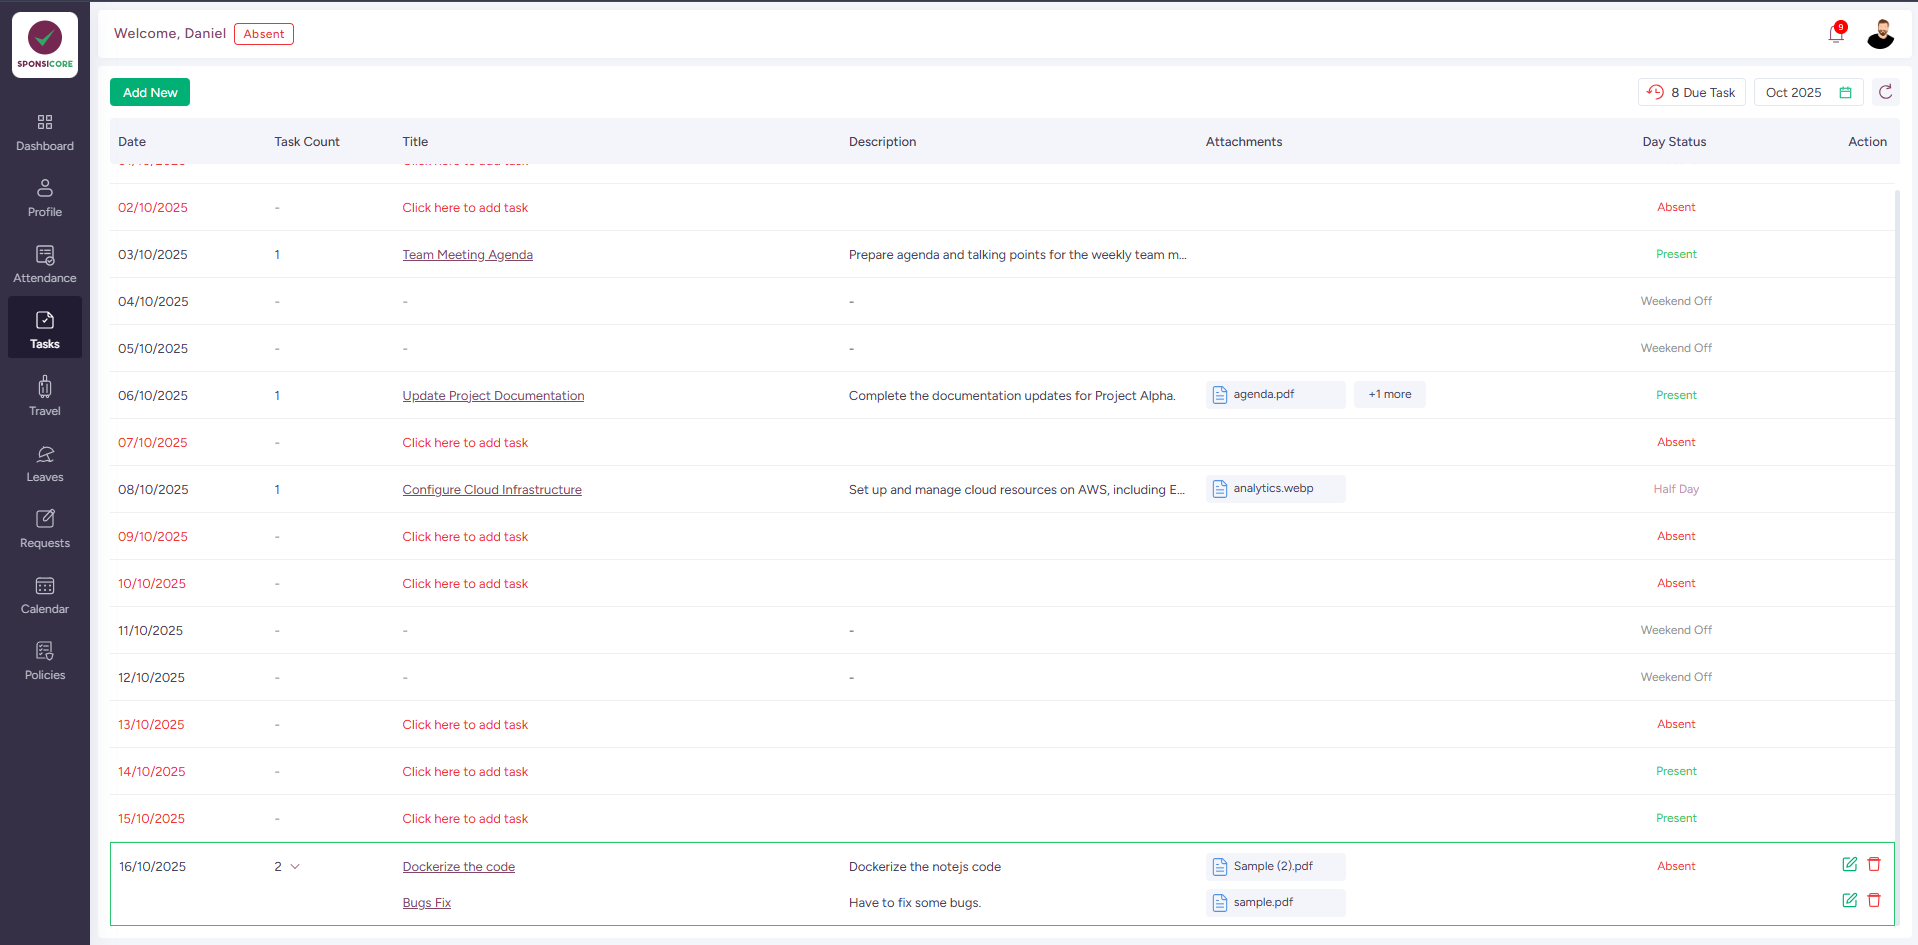 SPONSICORE
Welcome, Daniel Absent
9
Add New
8 Due Task Oct 2025
Dashboard
Profile
Attendance
Tasks
Travel
Leaves
Requests
Calendar
Policies
Date Task Count Title Description Attachments Day Status Action
02/10/2025 - Click here to add task Absent
03/10/2025 1 Team Meeting Agenda Prepare agenda and talking points for the weekly team m... Present
04/10/2025 - - - Weekend Off
05/10/2025 - - - Weekend Off
06/10/2025 1 Update Project Documentation Complete the documentation updates for Project Alpha. agenda.pdf +1 more Present
07/10/2025 - Click here to add task Absent
08/10/2025 1 Configure Cloud Infrastructure Set up and manage cloud resources on AWS, including E... analytics.webp Half Day
09/10/2025 - Click here to add task Absent
10/10/2025 - Click here to add task Absent
11/10/2025 - - - Weekend Off
12/10/2025 - - - Weekend Off
13/10/2025 - Click here to add task Absent
14/10/2025 - Click here to add task Present
15/10/2025 - Click here to add task Present
16/10/2025 2 Dockerize the code Dockerize the notejs code Sample (2).pdf Absent
Bugs Fix Have to fix some bugs. sample.pdf